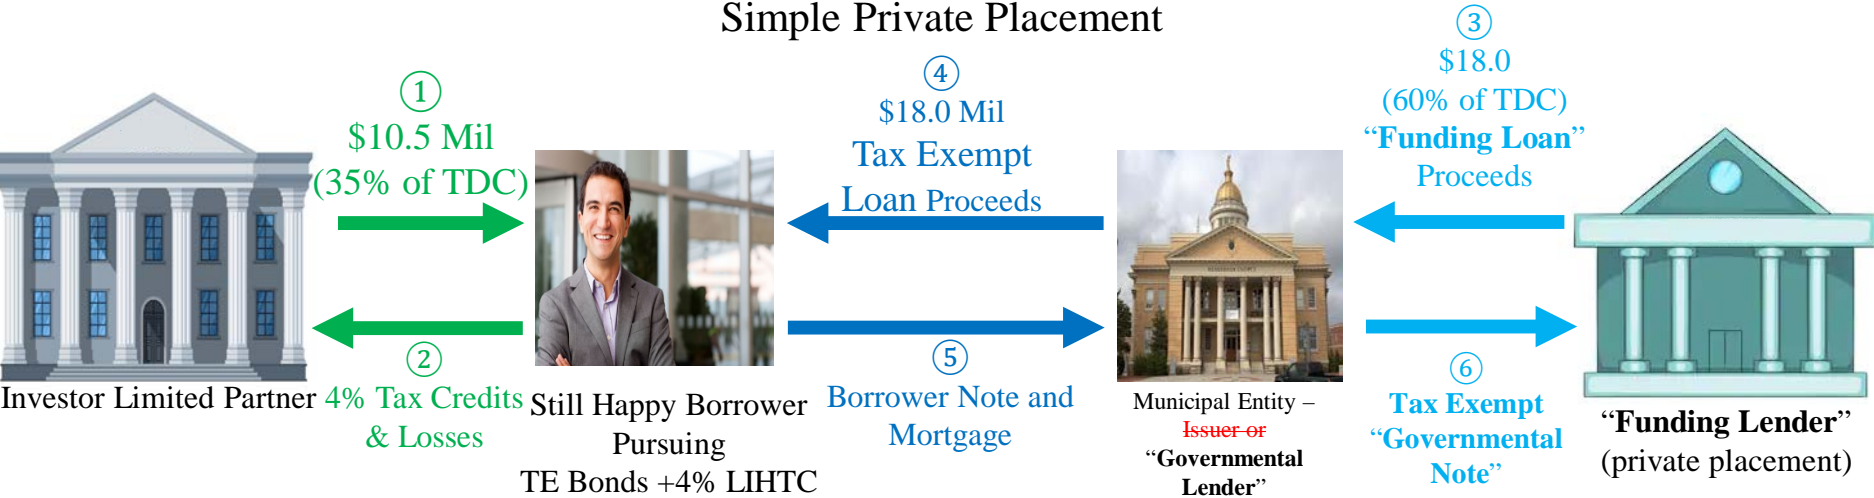 Simple Private Placement
①
$10.5 Mil
(35% of TDC)
②
4% Tax Credits
& Losses
Investor Limited Partner
Still Happy Borrower
Pursuing
TE Bonds +4% LIHTC
④
$18.0 Mil
Tax Exempt
Loan Proceeds
⑤
Borrower Note and
Mortgage
Municipal Entity –
Issuer or
“Governmental
Lender”
③
$18.0
(60% of TDC)
“Funding Loan”
Proceeds
⑥
Tax Exempt
“Governmental
Note”
“Funding Lender”
(private placement)